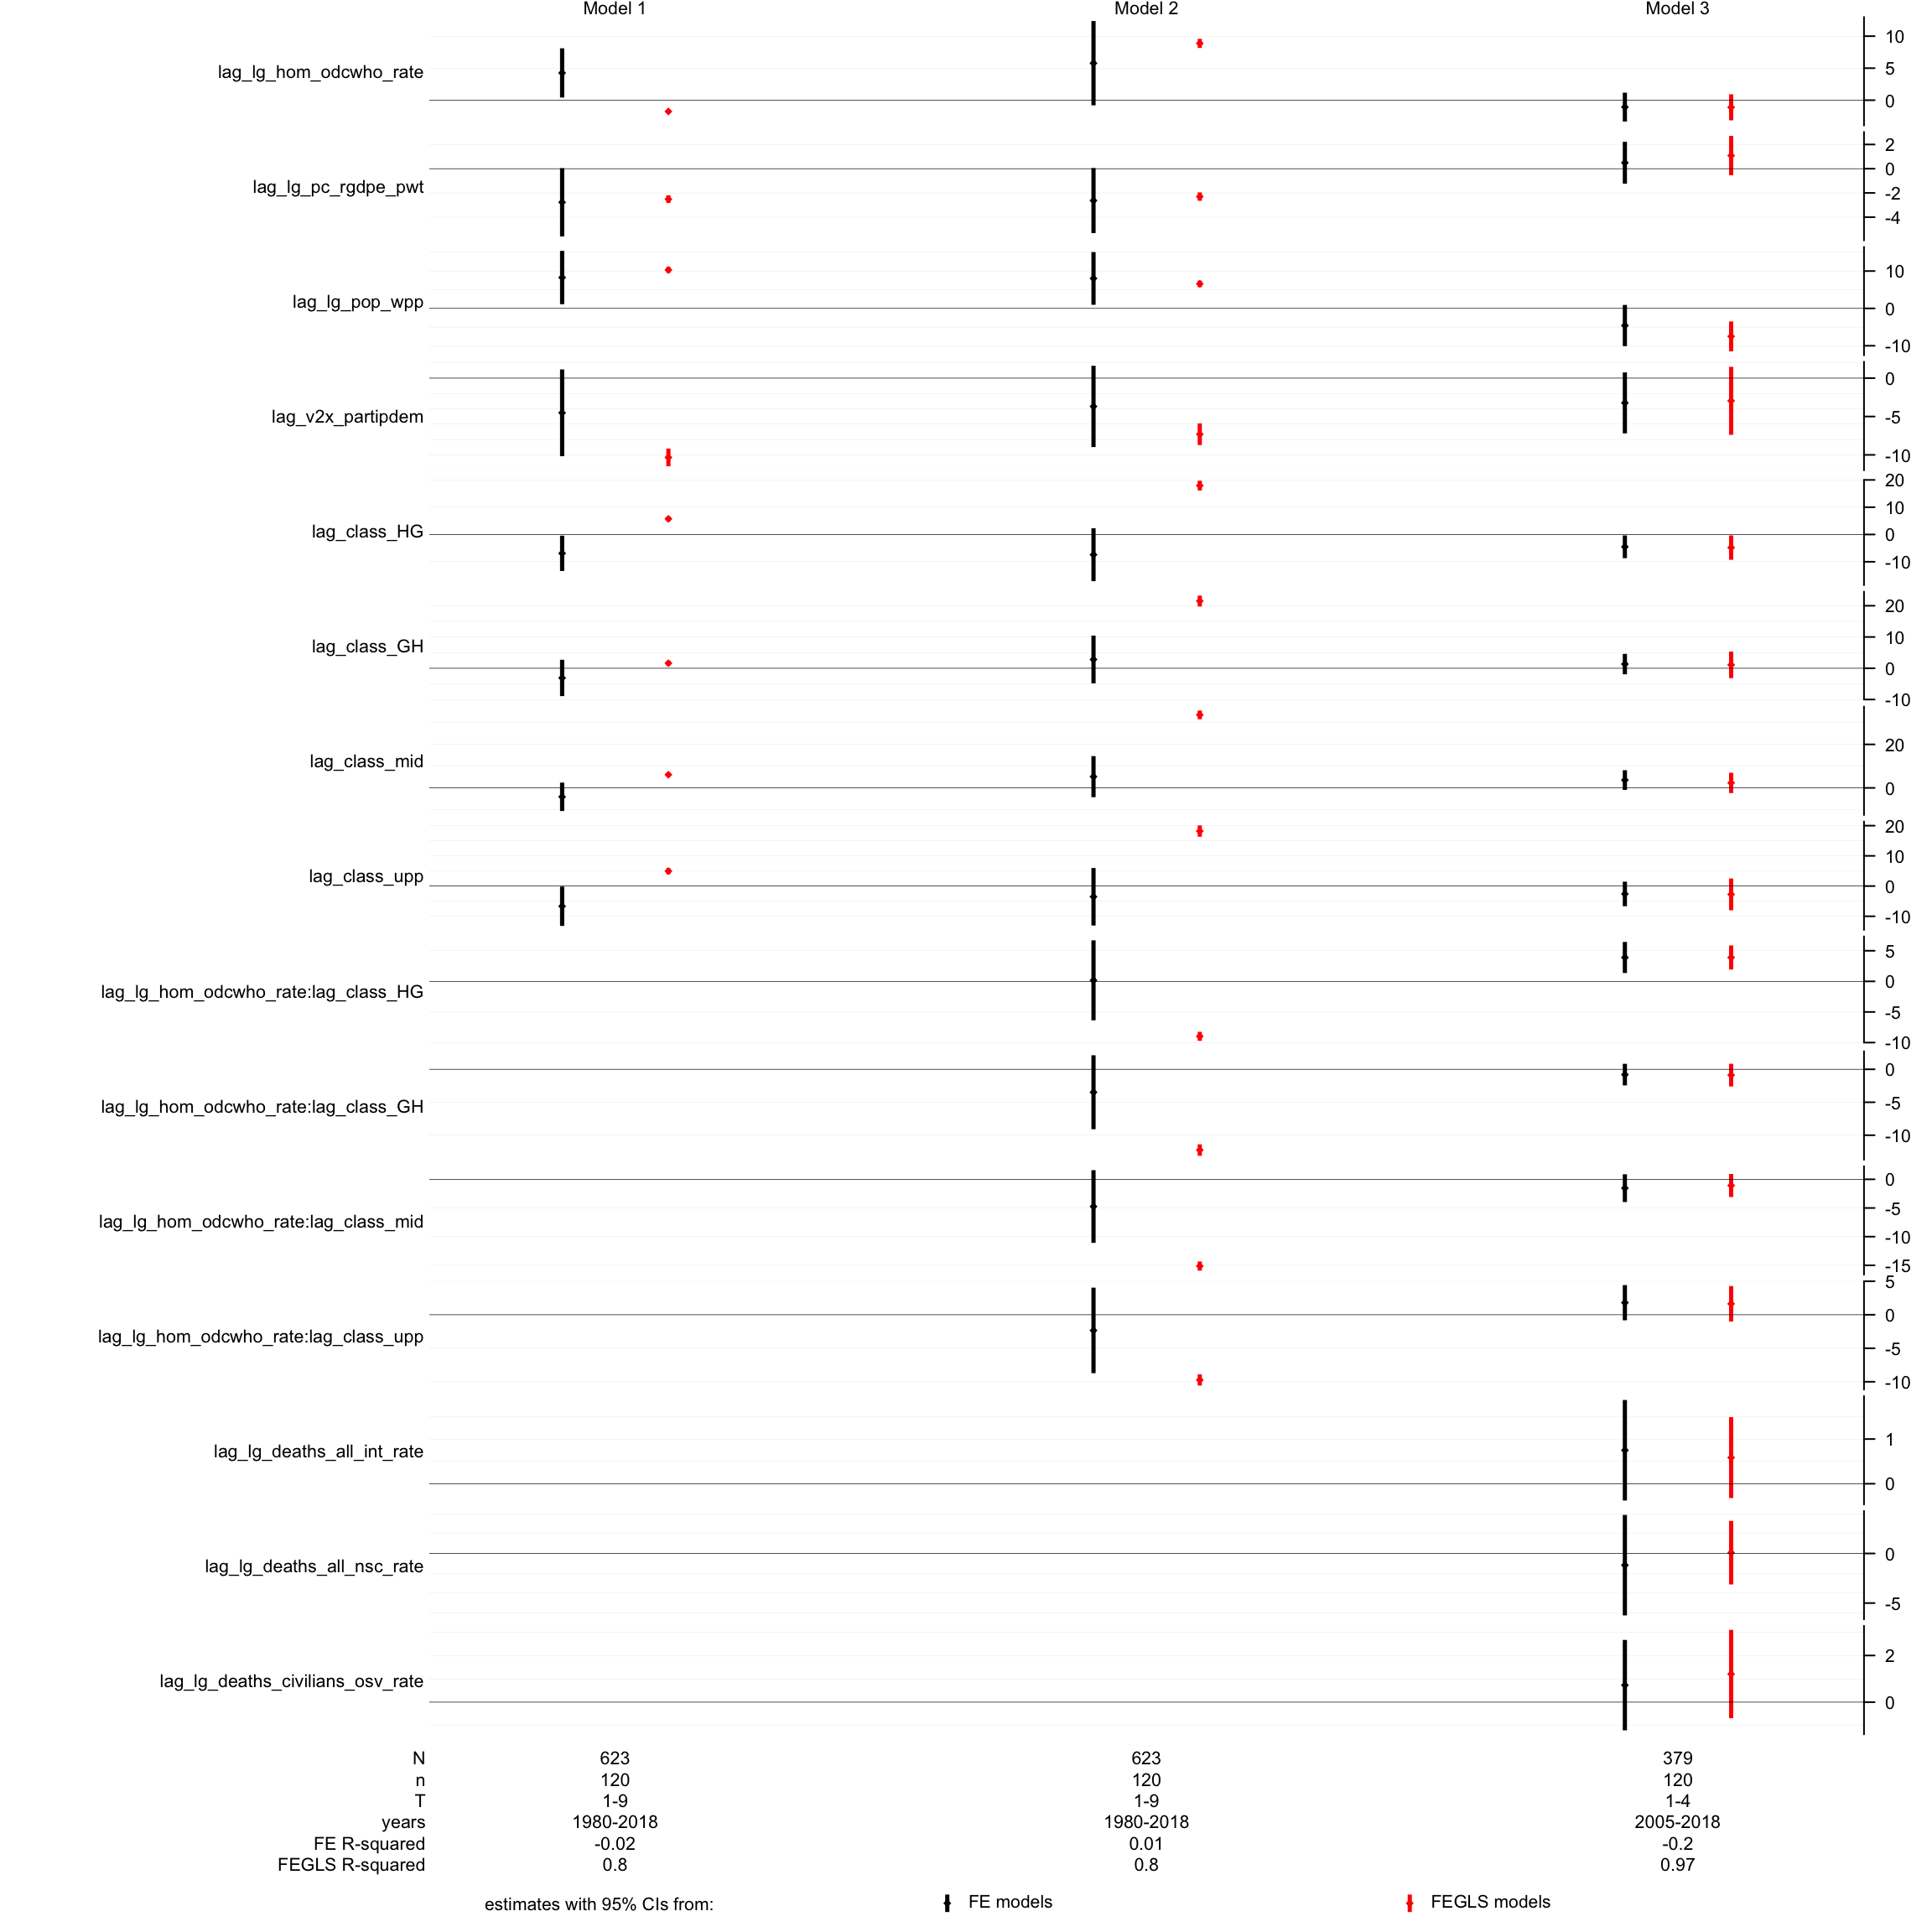 Model 1 Model 2 Model 3
lag_lg_hom_odcwho_rate
10
5
0
lag_lg_pc_rgdpe_pwt
2
0
-2
-4
lag_lg_pop_wpp
10
0
-10
lag_v2x_partipdem
0
-5
-10
lag_class_HG
20
10
0
-10
lag_class_GH
20
10
0
-10
lag_class_mid
20
0
lag_class_upp
20
10
0
-10
lag_lg_hom_odcwho_rate:lag_class_HG
5
0
-5
-10
lag_lg_hom_odcwho_rate:lag_class_GH
0
-5
-10
lag_lg_hom_odcwho_rate:lag_class_mid
0
-5
-10
-15
lag_lg_hom_odcwho_rate:lag_class_upp
5
0
-5
-10
lag_lg_deaths_all_int_rate
1
0
lag_lg_deaths_all_nsc_rate
0
-5
lag_lg_deaths_civilians_osv_rate
2
0
N 623 623 379
n 120 120 120
T 1-9 1-9 1-4
years 1980-2018 1980-2018 2005-2018
FE R-squared -0.02 0.01 -0.2
FEGLS R-squared 0.8 0.8 0.97
estimates with 95% CIs from: FE models FEGLS models